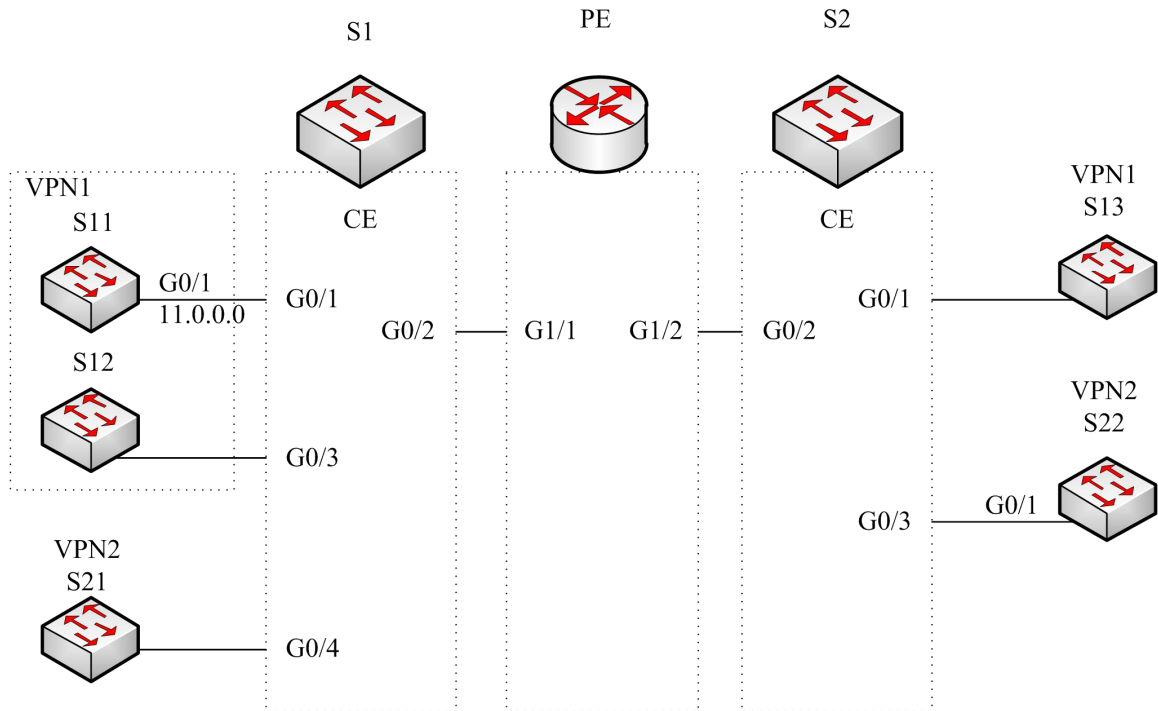 S1
PE
S2
VPN1
S11
G0/1
11.0.0.0
S12
VPN2
S21
CE
G0/1
G0/2
G0/3
G0/4
G1/1
G1/2
CE
G0/1
G0/2
G0/3
VPN1
S13
VPN2
S22
G0/1